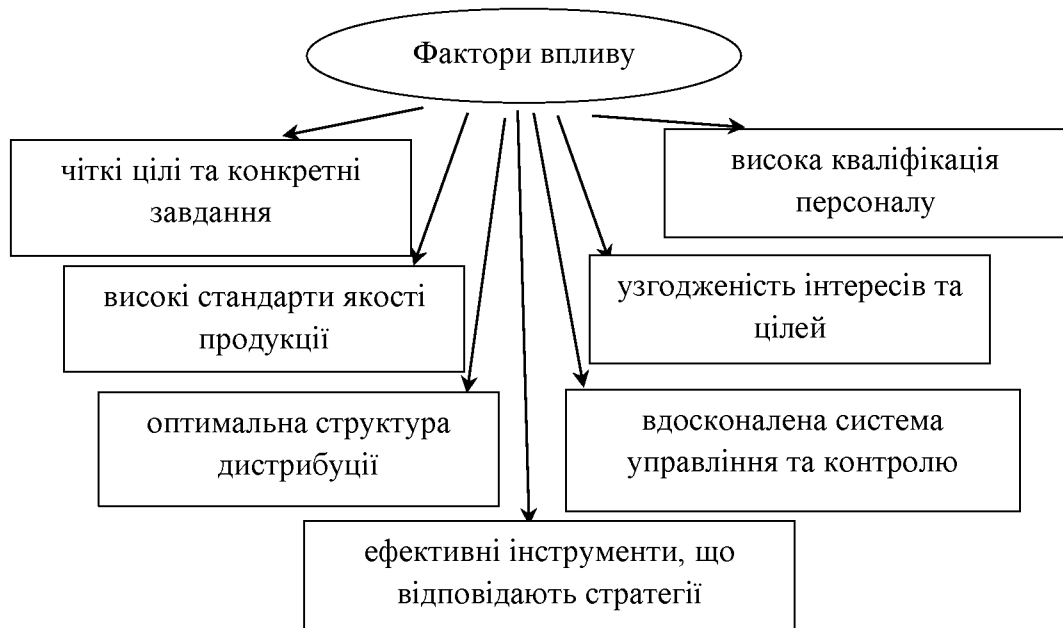 Фактори впливу
чіткі цілі та конкретні
завдання
висока кваліфікація
персоналу
високі стандарти якості
продукції
узгодженість інтересів та
цілей
оптимальна структура
дистрибуції
вдосконалена система
управління та контролю
ефективні інструменти, що
відповідають стратегії